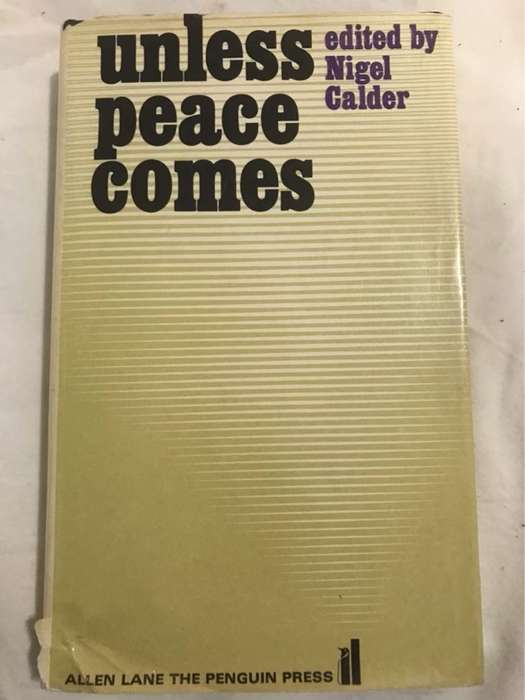 unless
peace
comes
edited by
Nigel
Calder
ALLEN LANE THE PENGUIN PRESS